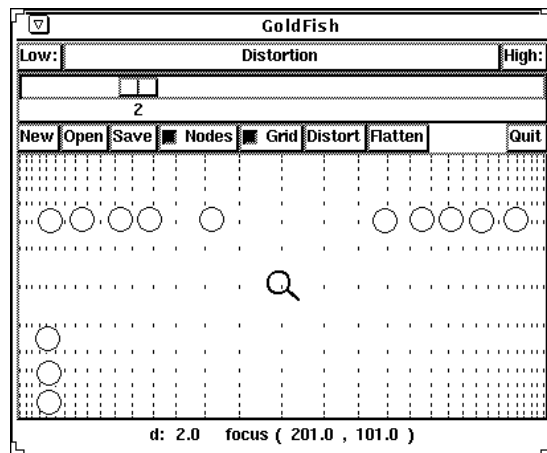 GoldFish
Low: Distortion High:
2
New Open Save Nodes Grid Distort Flatten Quit
d: 2.0 focus ( 201.0 , 101.0 )